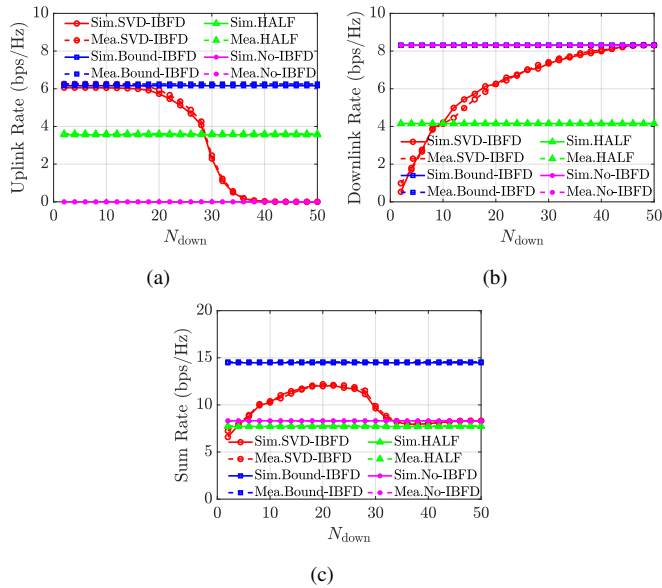 Uplink Rate (bps/Hz)
10
8
6
4
2
0
Sim.SVD-IBFD
Mea.SVD-IBFD
Sim.Bound-IBFD
Mea.Bound-IBFD
Sim.HALF
Mea.HALF
Sim.No-IBFD
Mea.No-IBFD
0 10 20 30 40 50
N_down
(a)
Downlink Rate (bps/Hz)
10
8
6
4
2
0
Sim.SVD-IBFD
Mea.SVD-IBFD
Sim.Bound-IBFD
Mea.Bound-IBFD
Sim.HALF
Mea.HALF
Sim.No-IBFD
Mea.No-IBFD
0 10 20 30 40 50
N_down
(b)
Sum Rate (bps/Hz)
20
15
10
5
0
Sim.SVD-IBFD
Mea.SVD-IBFD
Sim.Bound-IBFD
Mea.Bound-IBFD
Sim.HALF
Mea.HALF
Sim.No-IBFD
Mea.No-IBFD
0 10 20 30 40 50
N_down
(c)